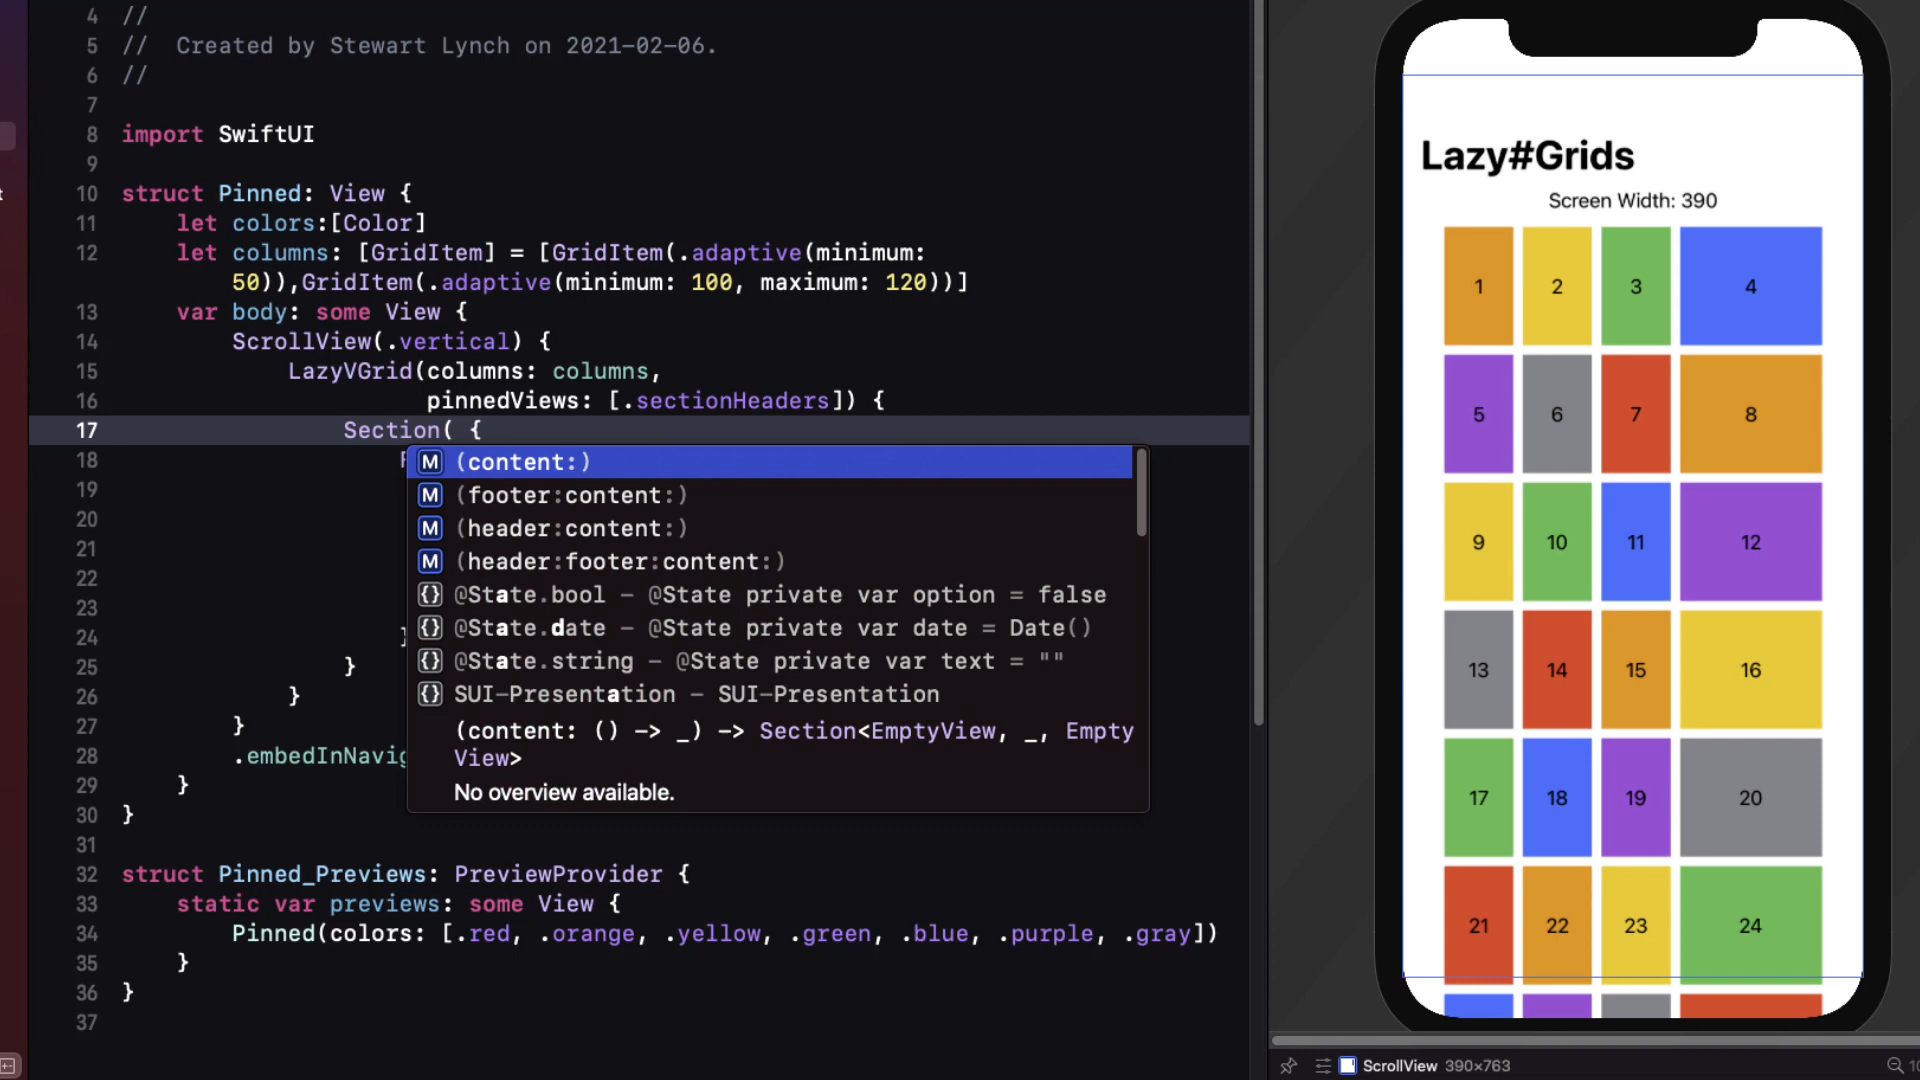 4 //
5 //  Created by Stewart Lynch on 2021-02-06.
6 //
7
8 import SwiftUI
9
10 struct Pinned: View {
11     let colors:[Color]
12     let columns: [GridItem] = [GridItem(.adaptive(minimum:
50)),GridItem(.adaptive(minimum: 100, maximum: 120))]
13     var body: some View {
14         ScrollView(.vertical) {
15             LazyVGrid(columns: columns,
16                       pinnedViews: [.sectionHeaders]) {
17                 Section( {
18
19
20
21
22
23
24
25                 }
26             }
27         }
28         .embedInNavig
29     }
30 }
31
32 struct Pinned_Previews: PreviewProvider {
33     static var previews: some View {
34         Pinned(colors: [.red, .orange, .yellow, .green, .blue, .purple, .gray])
35     }
36 }
37
M (content:)
M (footer:content:)
M (header:content:)
M (header:footer:content:)
{} @State.bool – @State private var option = false
{} @State.date – @State private var date = Date()
{} @State.string – @State private var text = ""
{} SUI-Presentation – SUI-Presentation
(content: () -> _) -> Section<EmptyView, _, Empty
View>
No overview available.
Lazy#Grids
Screen Width: 390
1 2 3 4
5 6 7 8
9 10 11 12
13 14 15 16
17 18 19 20
21 22 23 24
ScrollView 390×763